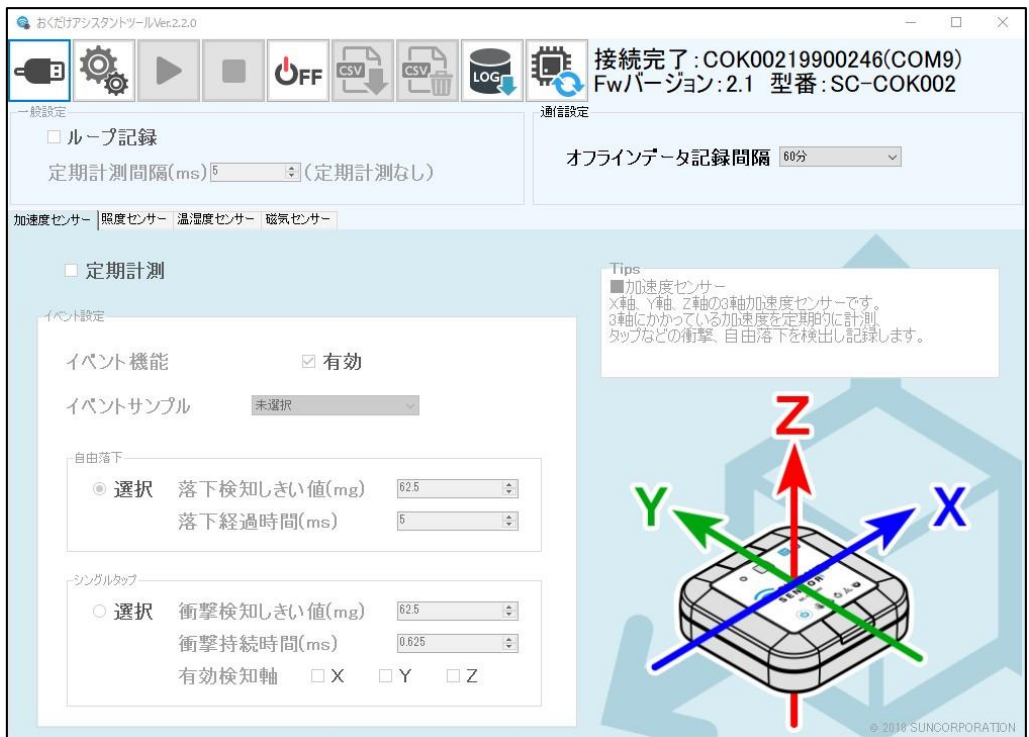 おくだけアシスタントツールVer.2.2.0
OFF
CSV
CSV
LOG
接続完了:COK00219900246(COM9)
Fwバージョン:2.1 型番:SC-COK002
一般設定
ループ記録
定期計測間隔(ms) 5 (定期計測なし)
通信設定
オフラインデータ記録間隔 60分
加速度センサー 照度センサー 温湿度センサー 磁気センサー
定期計測
イベント設定
イベント機能 有効
イベントサンプル 未選択
自由落下
選択 落下検知しきい値(mg) 62.5
落下経過時間(ms) 5
シングルタップ
選択 衝撃検知しきい値(mg) 62.5
衝撃持続時間(ms) 0.625
有効検知軸 X Y Z
Tips
■加速度センサー
X軸、Y軸、Z軸の3軸加速度センサーです。
3軸にかかっている加速度を定期的に計測、
タップなどの衝撃、自由落下を検出し記録します。
Z
Y
X
SENSOR
© 2018 SUNCORPORATION